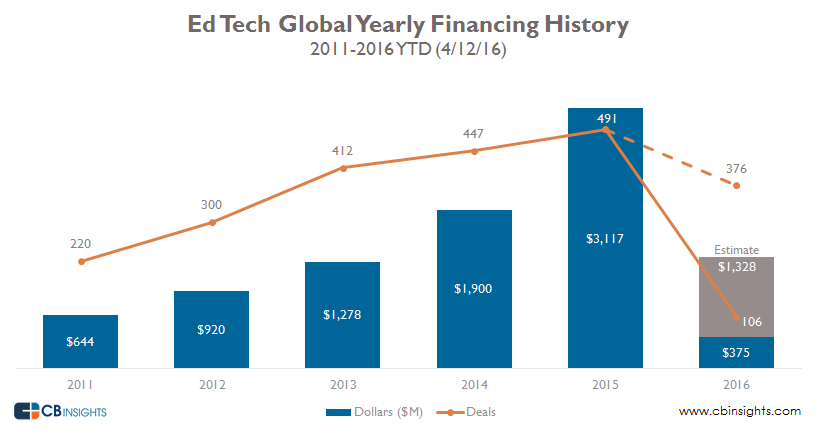 Ed Tech Global Yearly Financing History
2011-2016 YTD (4/12/16)
491
447
412
376
300
220
$3,117
Estimate
$1,328
$1,900
$1,278
106
$920
$644
$375
2011 2012 2013 2014 2015 2016
CBINSIGHTS
Dollars ($M) Deals
www.cbinsights.com